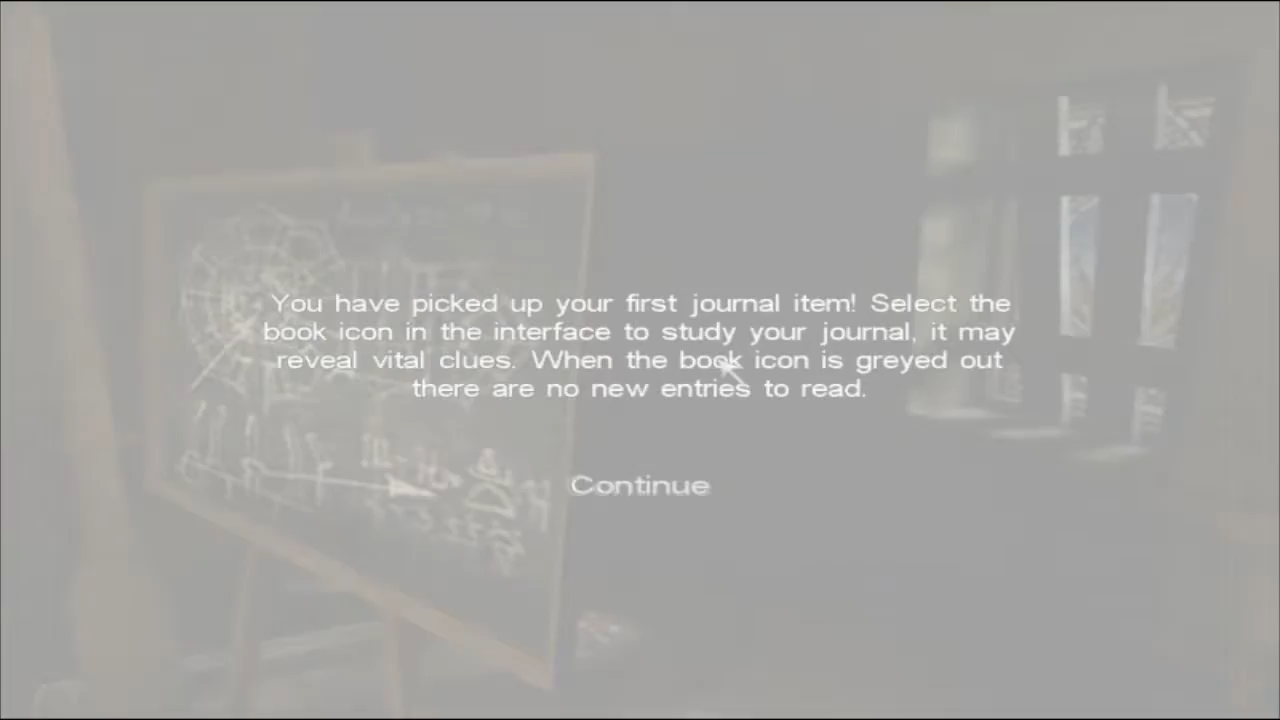 You have picked up your first journal item! Select the
book icon in the interface to study your journal, it may
reveal vital clues. When the book icon is greyed out
there are no new entries to read.
Continue